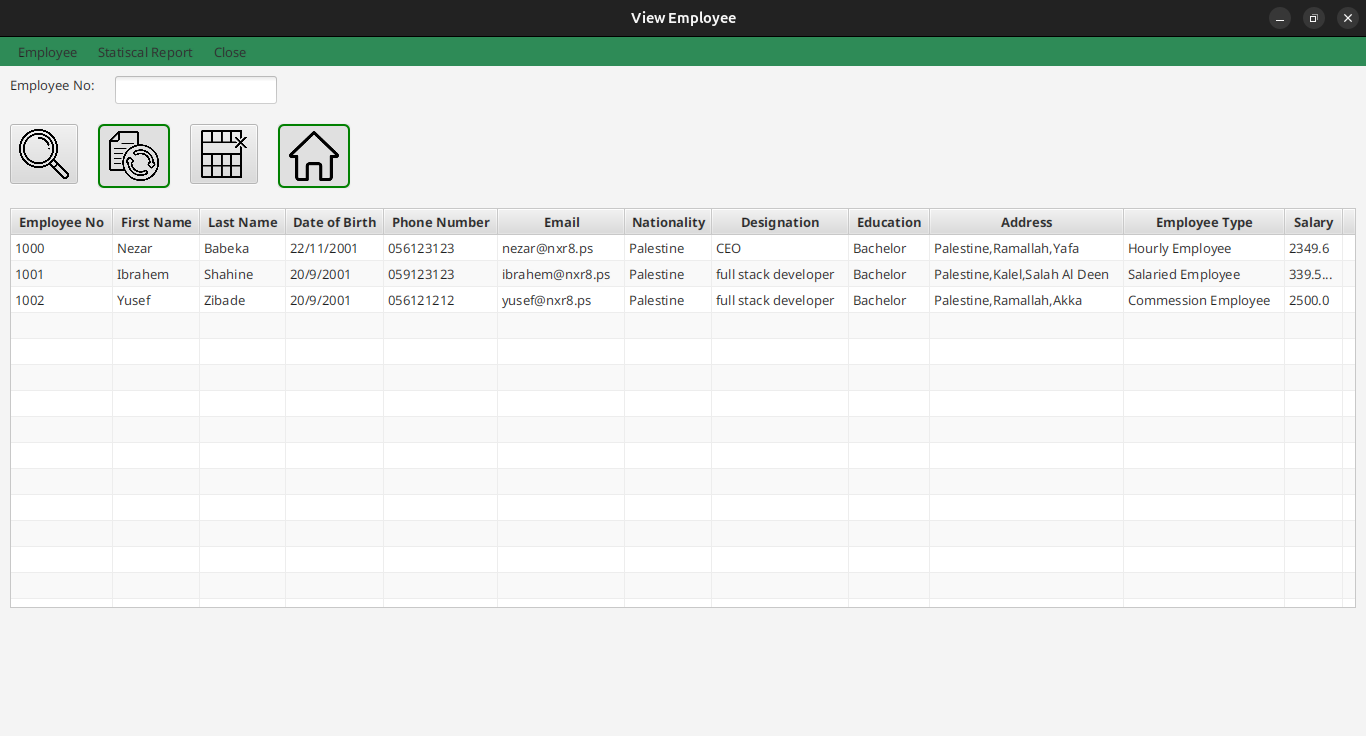 View Employee
Employee Statiscal Report Close
Employee No:
Employee No First Name Last Name Date of Birth Phone Number Email Nationality Designation Education Address Employee Type Salary
1000 Nezar Babeka 22/11/2001 056123123 nezar@nxr8.ps Palestine CEO Bachelor Palestine,Ramallah,Yafa Hourly Employee 2349.6
1001 Ibrahem Shahine 20/9/2001 059123123 ibrahem@nxr8.ps Palestine full stack developer Bachelor Palestine,Kalel,Salah Al Deen Salaried Employee 339.5...
1002 Yusef Zibade 20/9/2001 056121212 yusef@nxr8.ps Palestine full stack developer Bachelor Palestine,Ramallah,Akka Commession Employee 2500.0